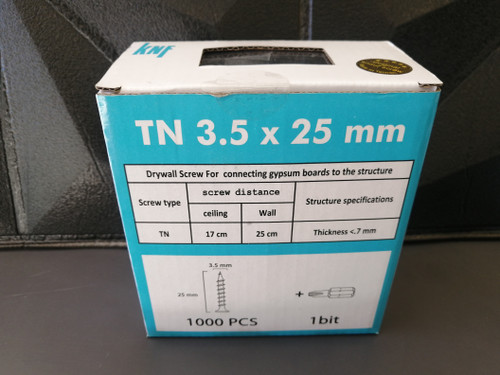 knf
TN 3.5 x 25 mm
Drywall Screw For connecting gypsum boards to the structure
Screw type
screw distance
Structure specifications
ceiling
Wall
TN
17 cm
25 cm
Thickness <.7 mm
3.5 mm
25 mm
+
1000 PCS
1bit